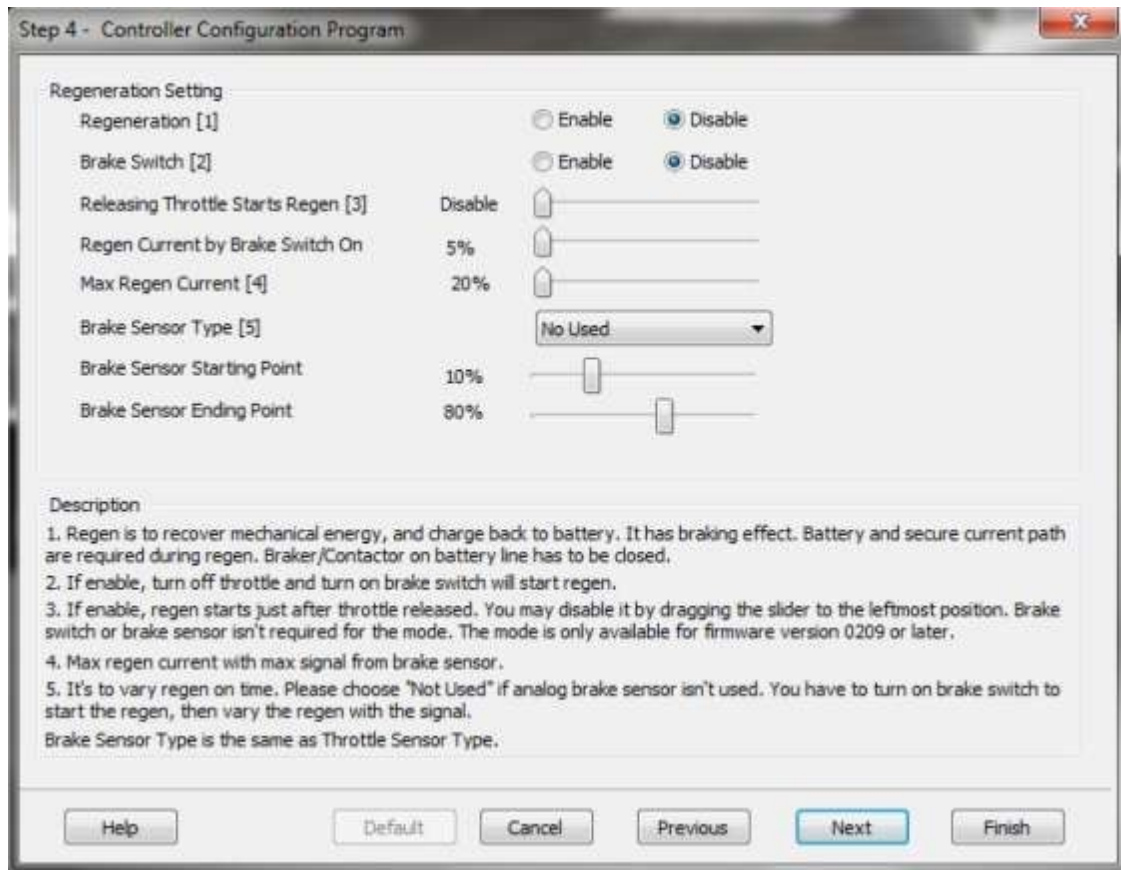 Step 4 - Controller Configuration Program
Regeneration Setting
Regeneration [1] Enable Disable
Brake Switch [2] Enable Disable
Releasing Throttle Starts Regen [3] Disable
Regen Current by Brake Switch On 5%
Max Regen Current [4] 20%
Brake Sensor Type [5] No Used
Brake Sensor Starting Point 10%
Brake Sensor Ending Point 80%
Description
1. Regen is to recover mechanical energy, and charge back to battery. It has braking effect. Battery and secure current path
are required during regen. Braker/Contactor on battery line has to be closed.
2. If enable, turn off throttle and turn on brake switch will start regen.
3. If enable, regen starts just after throttle released. You may disable it by dragging the slider to the leftmost position. Brake
switch or brake sensor isn't required for the mode. The mode is only available for firmware version 0209 or later.
4. Max regen current with max signal from brake sensor.
5. It's to vary regen on time. Please choose "Not Used" if analog brake sensor isn't used. You have to turn on brake switch to
start the regen, then vary the regen with the signal.
Brake Sensor Type is the same as Throttle Sensor Type.
Help Default Cancel Previous Next Finish